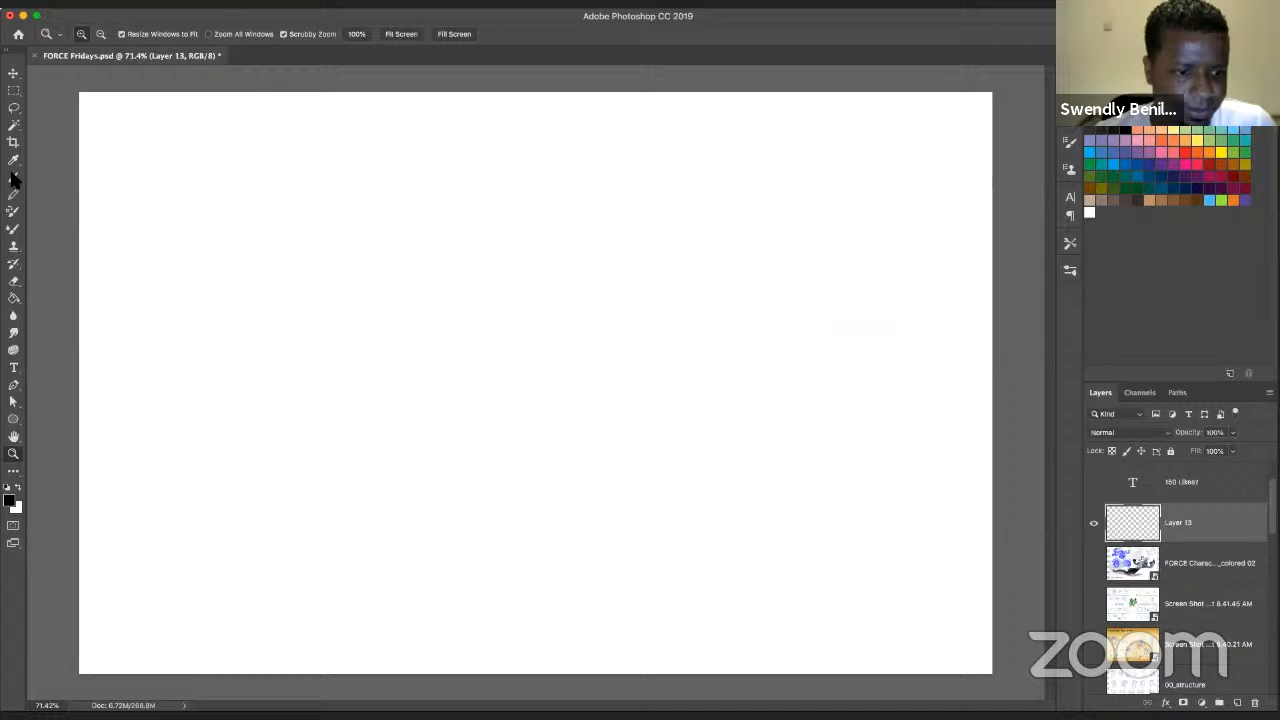 Adobe Photoshop CC 2019
Resize Windows to Fit
Zoom All Windows
Scrubby Zoom
100%
Fit Screen
Fill Screen
FORCE Fridays.psd @ 71.4% (Layer 13, RGB/8) *
Swendly Benil...
Layers
Channels
Paths
Kind
Normal
Opacity: 100%
Lock:
Fill: 100%
T
150 Likes?
Layer 13
FORCE Charac..._colored 02
Screen Shot ...t 8.41.45 AM
Screen Shot ...t 8.40.21 AM
00_structure
zoom
71.42%
Doc: 6.72M/266.8M